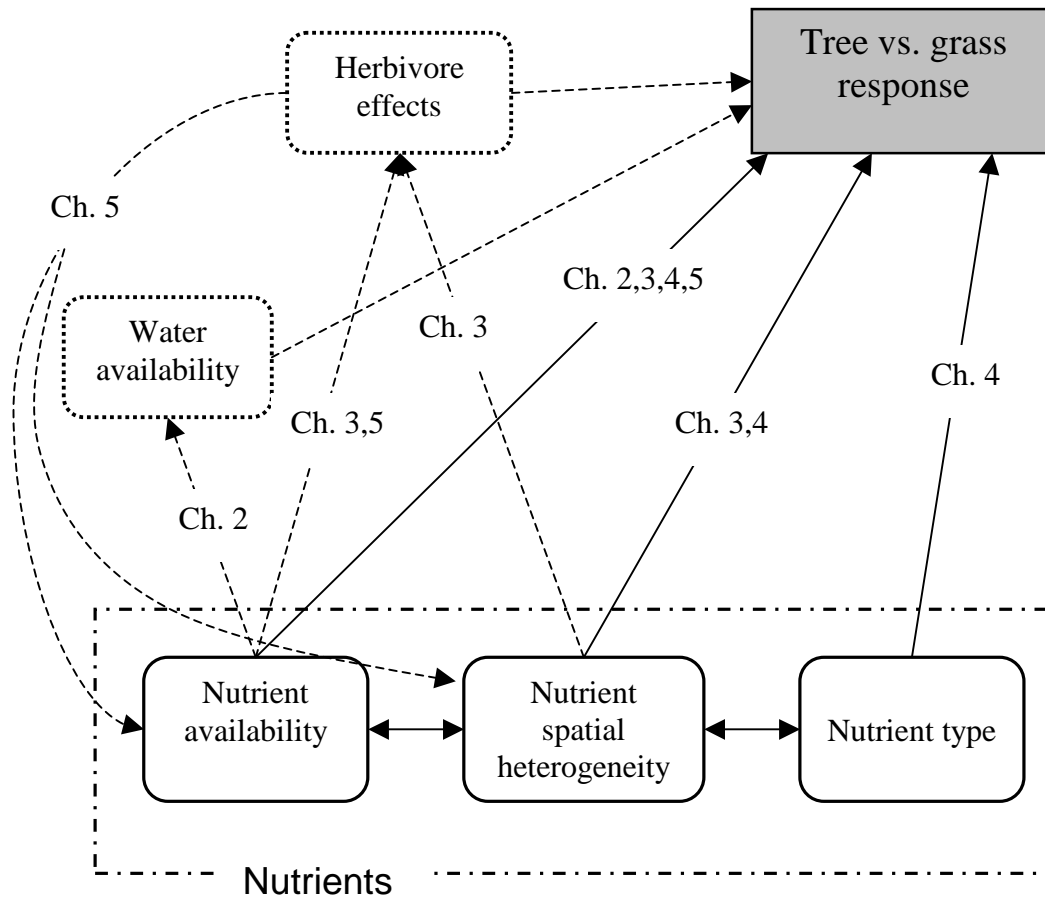 Tree vs. grass
response
Herbivore
effects
Ch. 5
Ch. 2,3,4,5
Water
availability
Ch. 3
Ch. 4
Ch. 3,5
Ch. 3,4
Ch. 2
Nutrient
availability
Nutrient
spatial
heterogeneity
Nutrient type
Nutrients